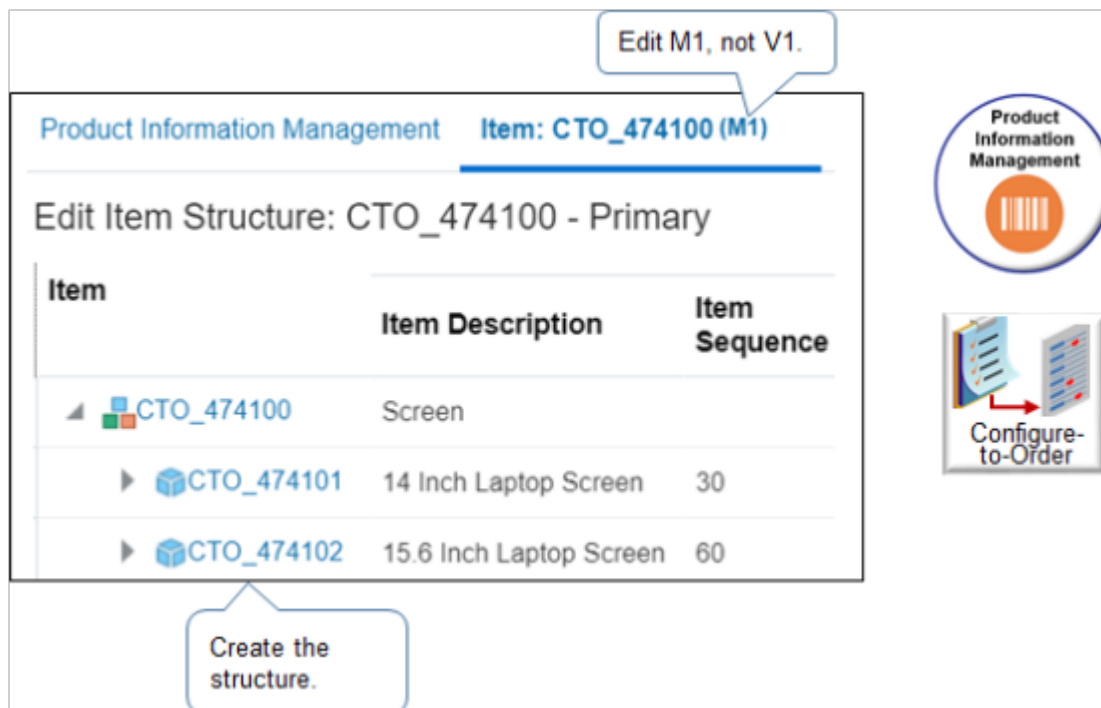 Edit M1, not V1.
Product Information Management Item: CTO_474100 (M1)
Edit Item Structure: CTO_474100 - Primary
Item
Item Description
Item
Sequence
CTO_474100 Screen
CTO_474101 14 Inch Laptop Screen 30
CTO_474102 15.6 Inch Laptop Screen 60
Create the
structure.
Product
Information
Management
Configure-
to-Order